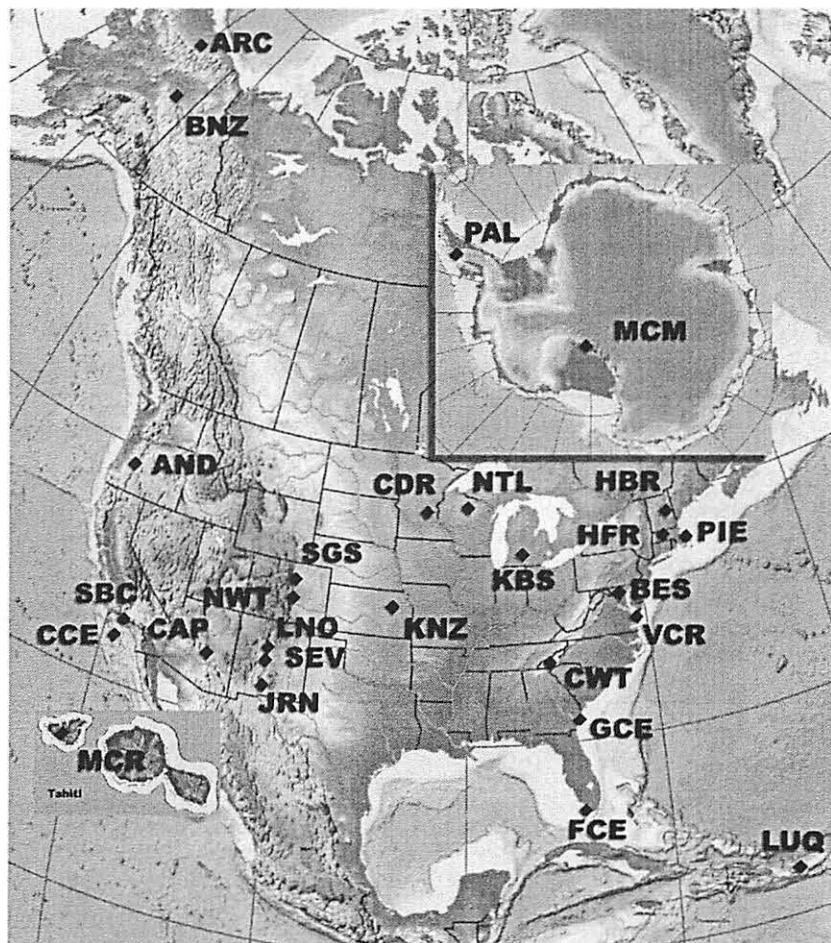 ARC
BNZ
PAL
MCM
AND
CDR
NTL
HBR
HFR
PIE
SGS
KBS
SBC
NWT
BES
CCE
CAP
LNO
KNZ
VCR
SEV
CWT
JRN
GCE
MCR
Tahiti
FCE
LUQ